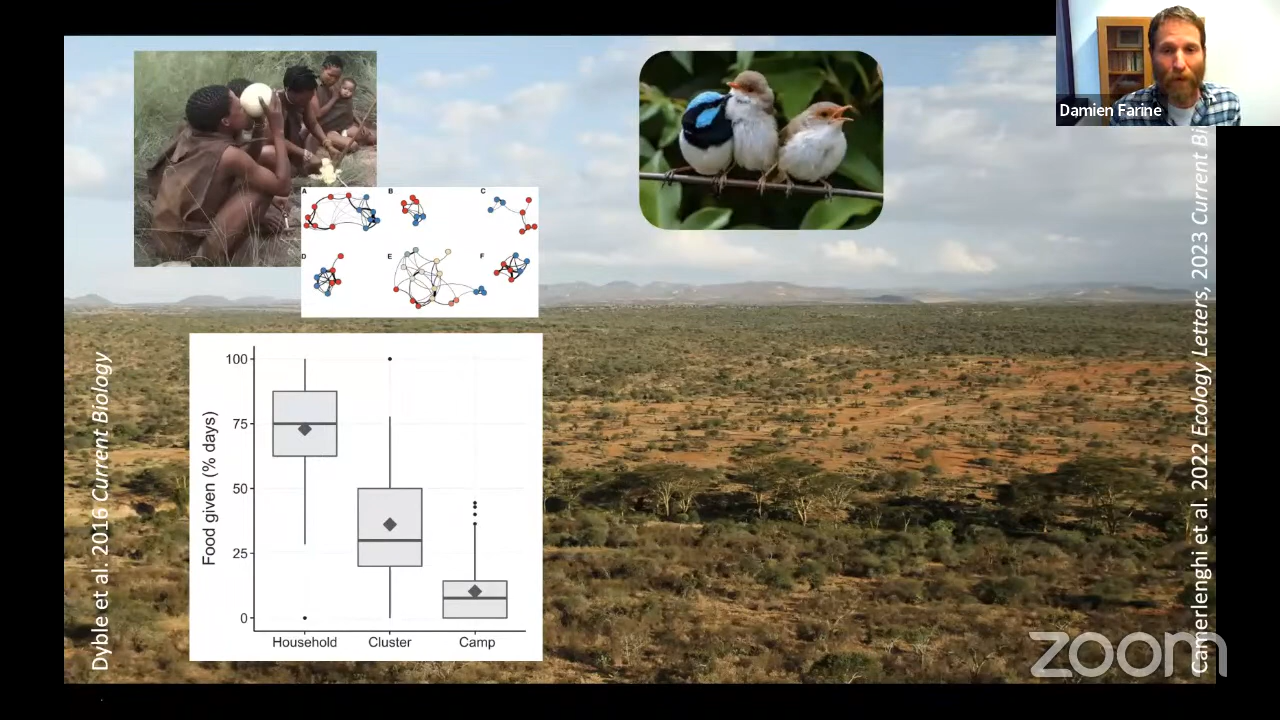 Damien Farine
A
B
C
D
E
F
Dyble et al. 2016 Current Biology
Food given (% days)
100
75
50
25
0
Household
Cluster
Camp
Camerlenghi et al. 2022 Ecology Letters, 2023 Current Bi
zoom